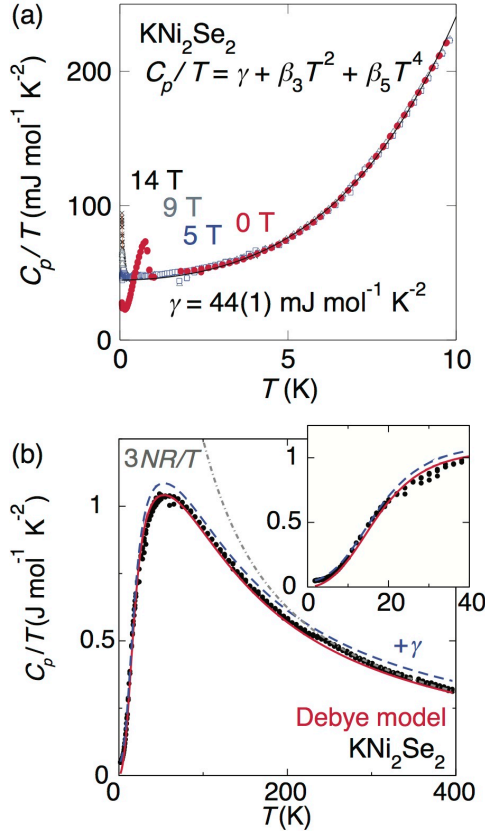 (a)
KNi₂Se₂
Cₚ/T = γ + β₃T² + β₅T⁴
200
14 T
100
9 T
0 T
5 T
γ = 44(1) mJ mol⁻¹ K⁻²
0
0
5
10
Cₚ/T (mJ mol⁻¹ K⁻²)
T (K)
(b)
3NR/T
1
0.5
0
0
20
40
1
0.5
+γ
Debye model
KNi₂Se₂
0
0
200
400
Cₚ/T (J mol⁻¹ K⁻²)
T (K)